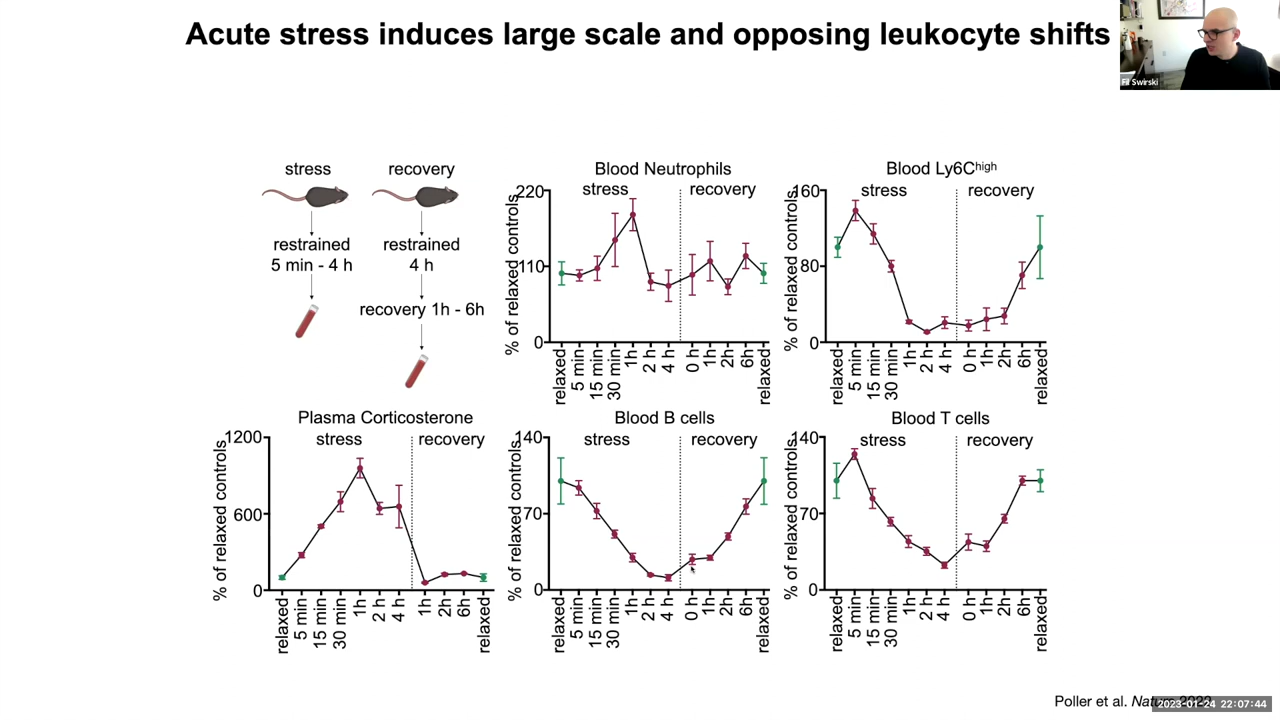 Acute stress induces large scale and opposing leukocyte shifts
Fil Swirski
stress
restrained
5 min - 4 h
recovery
restrained
4 h
recovery 1h - 6h
Blood Neutrophils
stress
recovery
% of relaxed controls
220
110
0
relaxed
5 min
15 min
30 min
1h
2 h
4 h
0 h
1h
2h
6h
relaxed
Blood Ly6Chigh
stress
recovery
% of relaxed controls
160
80
0
relaxed
5 min
15 min
30 min
1h
2 h
4 h
0 h
1h
2h
6h
relaxed
Plasma Corticosterone
stress
recovery
% of relaxed controls
1200
600
0
relaxed
5 min
15 min
30 min
1h
2 h
4 h
1h
2h
6h
relaxed
Blood B cells
stress
recovery
% of relaxed controls
140
70
0
relaxed
5 min
15 min
30 min
1h
2 h
4 h
0 h
1h
2h
6h
relaxed
Blood T cells
stress
recovery
% of relaxed controls
140
70
0
relaxed
5 min
15 min
30 min
1h
2 h
4 h
0 h
1h
2h
6h
relaxed
Poller et al. Nature 2022
2023-01-24 22:07:44